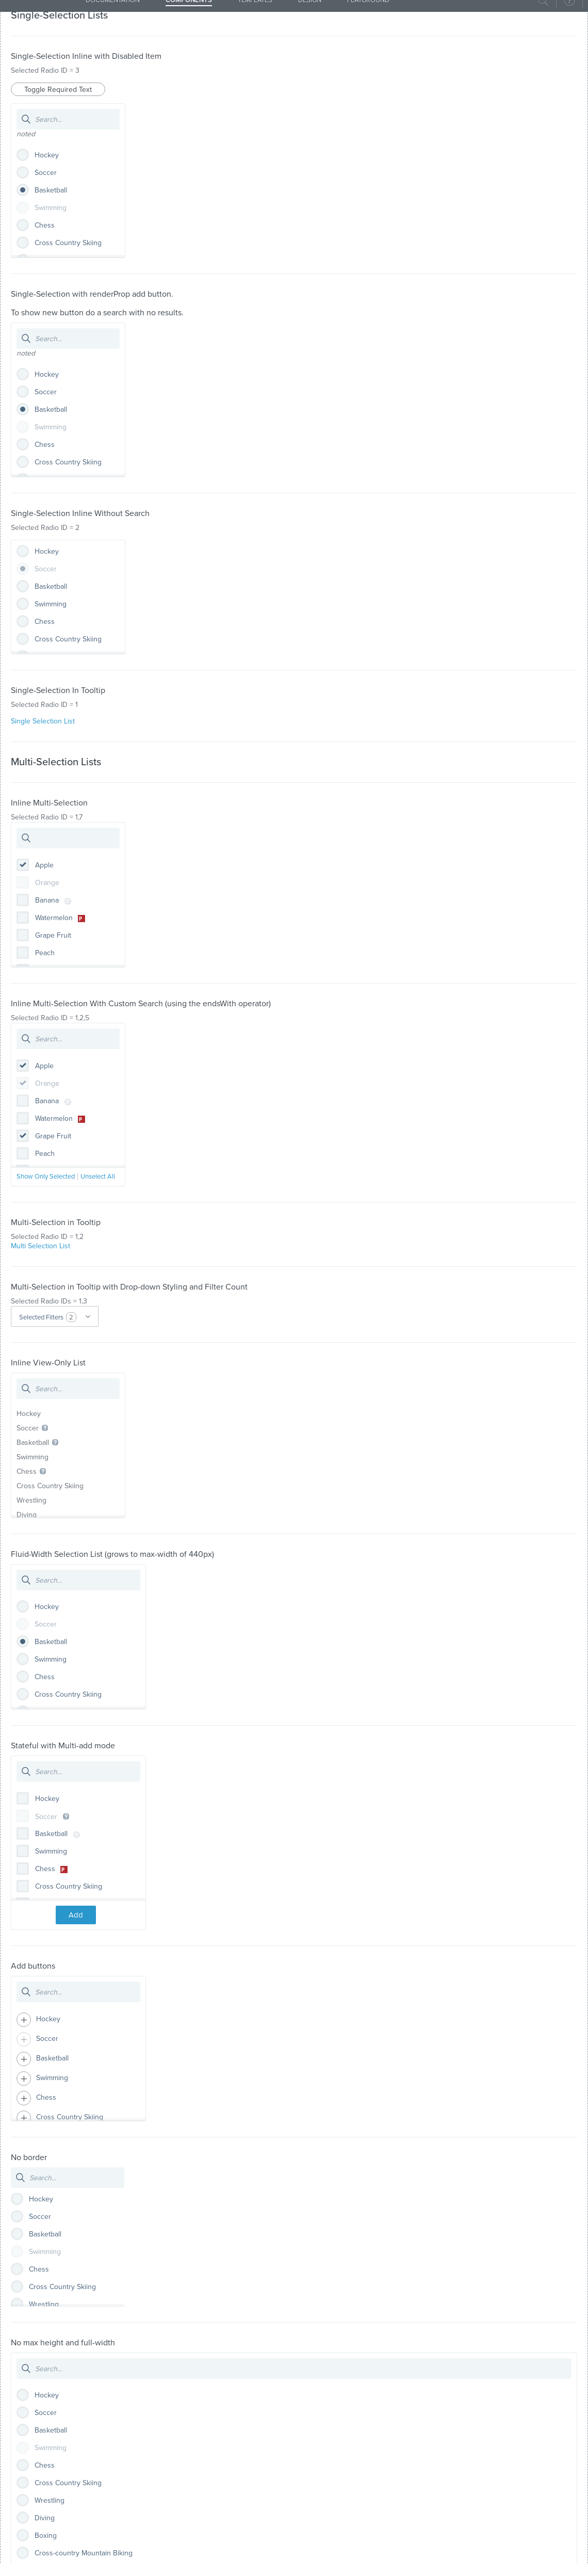 DOCUMENTATION COMPONENTS TEMPLATES DESIGN PLAYGROUND
Single-Selection Lists
Single-Selection Inline with Disabled Item
Selected Radio ID = 3
Toggle Required Text
Search...
noted
Hockey
Soccer
Basketball
Swimming
Chess
Cross Country Skiing
Single-Selection with renderProp add button.
To show new button do a search with no results.
Search...
noted
Hockey
Soccer
Basketball
Swimming
Chess
Cross Country Skiing
Single-Selection Inline Without Search
Selected Radio ID = 2
Hockey
Soccer
Basketball
Swimming
Chess
Cross Country Skiing
Single-Selection In Tooltip
Selected Radio ID = 1
Single Selection List
Multi-Selection Lists
Inline Multi-Selection
Selected Radio ID = 1,7
Apple
Orange
Banana
Watermelon
Grape Fruit
Peach
Inline Multi-Selection With Custom Search (using the endsWith operator)
Selected Radio ID = 1,2,5
Search...
Apple
Orange
Banana
Watermelon
Grape Fruit
Peach
Show Only Selected | Unselect All
Multi-Selection in Tooltip
Selected Radio ID = 1,2
Multi Selection List
Multi-Selection in Tooltip with Drop-down Styling and Filter Count
Selected Radio IDs = 1,3
Selected Filters 2
Inline View-Only List
Search...
Hockey
Soccer ?
Basketball ?
Swimming
Chess ?
Cross Country Skiing
Wrestling
Diving
Fluid-Width Selection List (grows to max-width of 440px)
Search...
Hockey
Soccer
Basketball
Swimming
Chess
Cross Country Skiing
Stateful with Multi-add mode
Search...
Hockey
Soccer ?
Basketball
Swimming
Chess
Cross Country Skiing
Add
Add buttons
Search...
Hockey
Soccer
Basketball
Swimming
Chess
Cross Country Skiing
No border
Search...
Hockey
Soccer
Basketball
Swimming
Chess
Cross Country Skiing
Wrestling
No max height and full-width
Search...
Hockey
Soccer
Basketball
Swimming
Chess
Cross Country Skiing
Wrestling
Diving
Boxing
Cross-country Mountain Biking